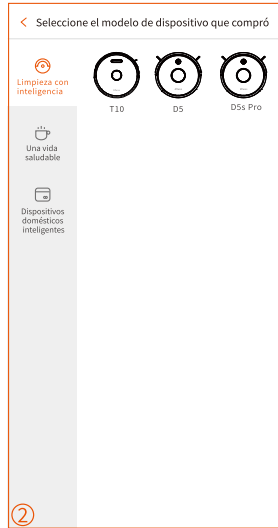 < Seleccione el modelo de dispositivo que compró
Limpieza con
inteligencia
T10
D5
D5s Pro
Una vida
saludable
Dispositivos
domésticos
inteligentes
2